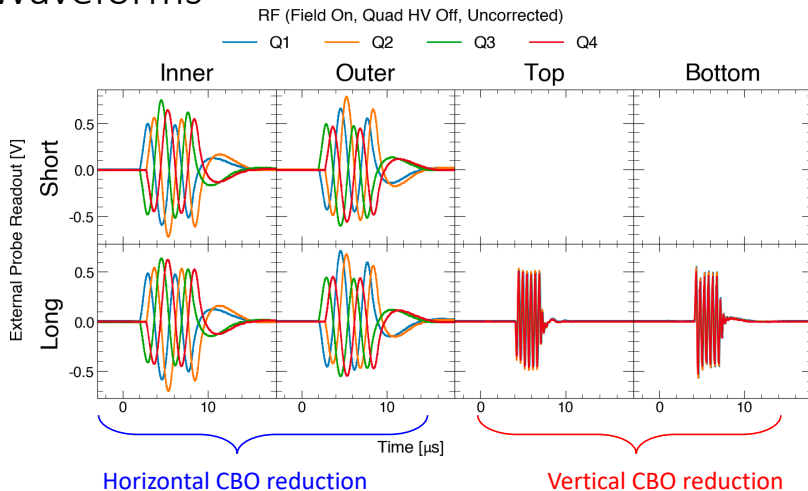 Waveforms
RF (Field On, Quad HV Off, Uncorrected)
Q1 Q2 Q3 Q4
Inner Outer Top Bottom
External Probe Readout [V]
Short
0.5
0.0
-0.5
Long
0.5
0.0
-0.5
0 10 0 10 0 10 0 10
Time [µs]
Horizontal CBO reduction Vertical CBO reduction